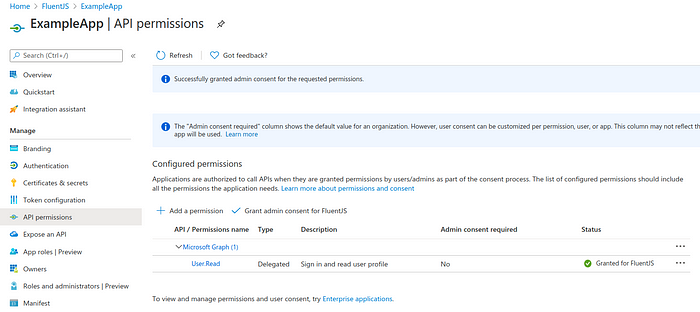 Home > FluentJS > ExampleApp
ExampleApp | API permissions
Search (Ctrl+/)
«
Overview
Quickstart
Integration assistant
Manage
Branding
Authentication
Certificates & secrets
Token configuration
API permissions
Expose an API
App roles | Preview
Owners
Roles and administrators | Preview
Manifest
Refresh
Got feedback?
Successfully granted admin consent for the requested permissions.
The "Admin consent required" column shows the default value for an organization. However, user consent can be customized per permission, user, or app. This column may not reflect th
app will be used. Learn more
Configured permissions
Applications are authorized to call APIs when they are granted permissions by users/admins as part of the consent process. The list of configured permissions should include
all the permissions the application needs. Learn more about permissions and consent
+ Add a permission ✓ Grant admin consent for FluentJS
API / Permissions name Type Description Admin consent required Status
Microsoft Graph (1) ...
User.Read Delegated Sign in and read user profile No Granted for FluentJS ...
To view and manage permissions and user consent, try Enterprise applications.